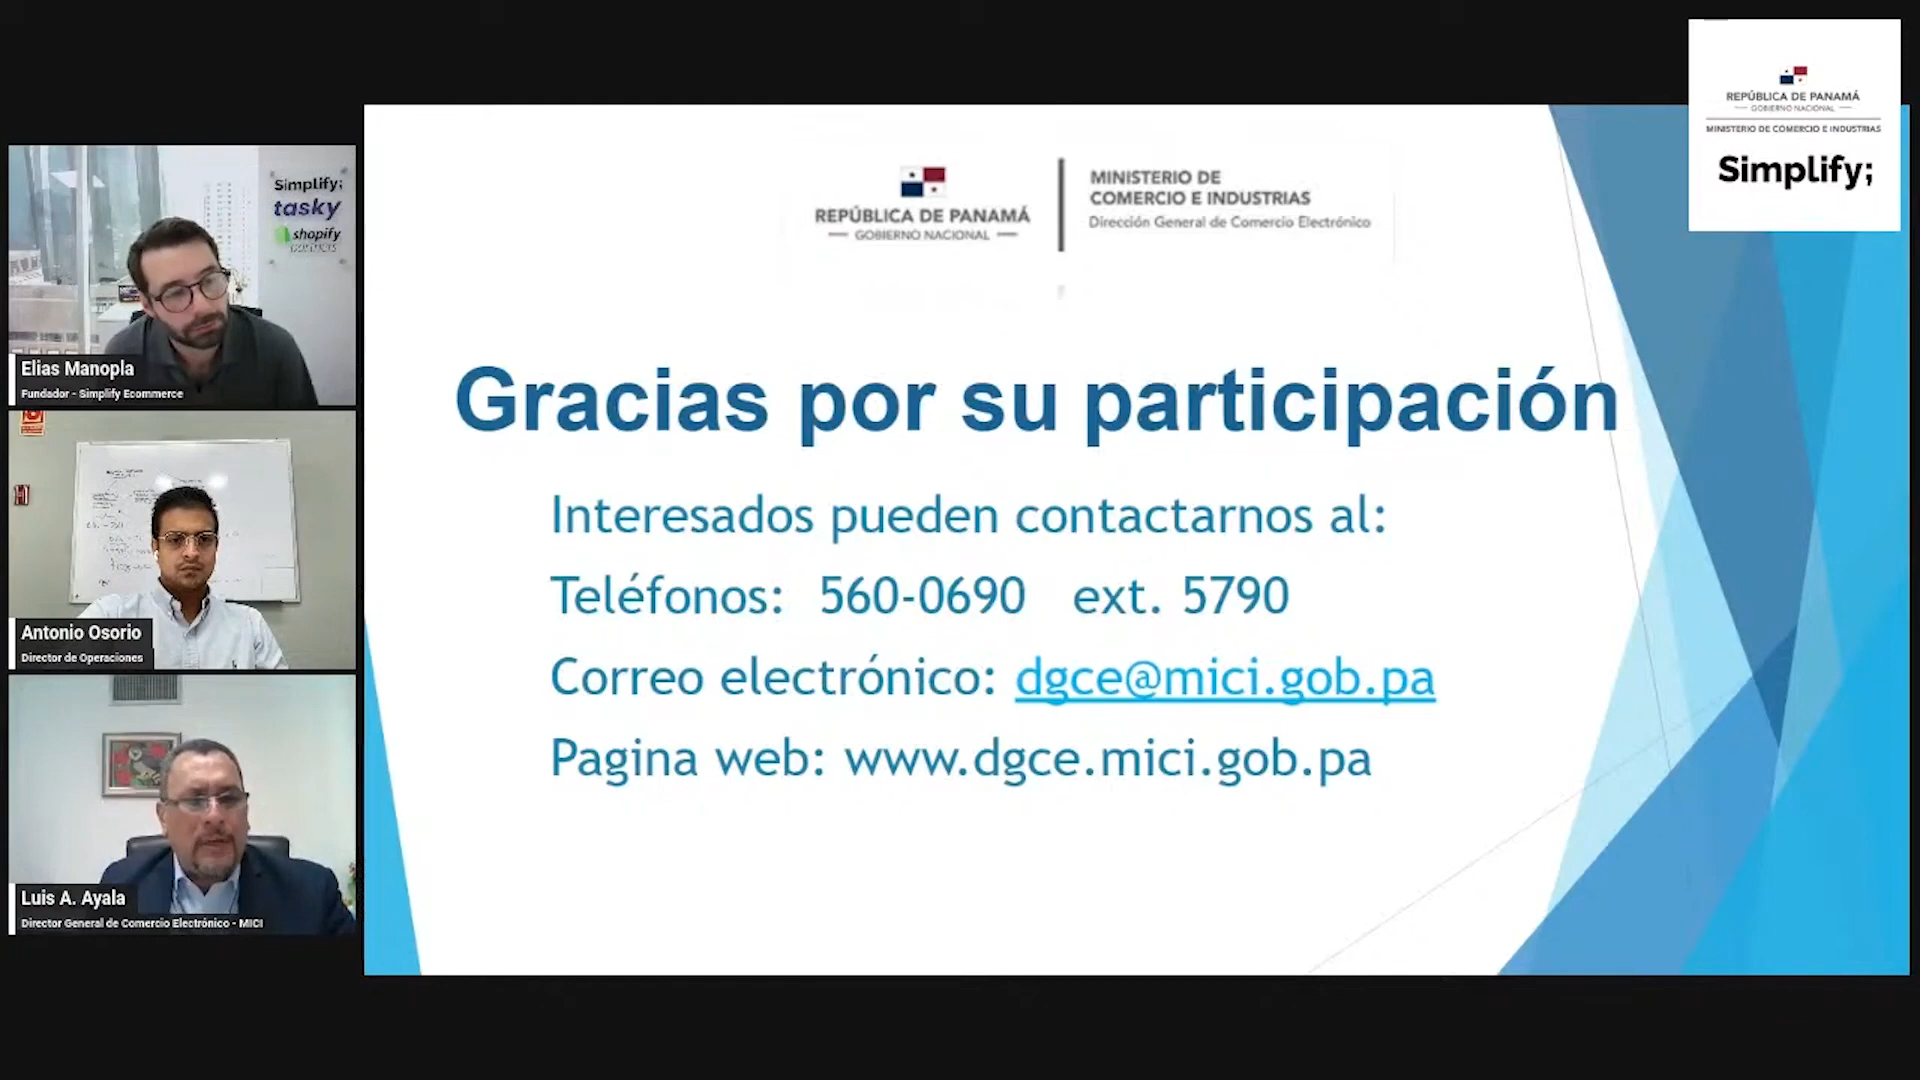 Simplify;
tasky
shopify
partners
Elias Manopla
Fundador - Simplify Ecommerce
Antonio Osorio
Director de Operaciones
Luis A. Ayala
Director General de Comercio Electrónico - MICI
REPÚBLICA DE PANAMÁ
GOBIERNO NACIONAL
MINISTERIO DE
COMERCIO E INDUSTRIAS
Dirección General de Comercio Electrónico
Gracias por su participación
Interesados pueden contactarnos al:
Teléfonos: 560-0690 ext. 5790
Correo electrónico: dgce@mici.gob.pa
Pagina web: www.dgce.mici.gob.pa
REPÚBLICA DE PANAMÁ
GOBIERNO NACIONAL
MINISTERIO DE COMERCIO E INDUSTRIAS
Simplify;